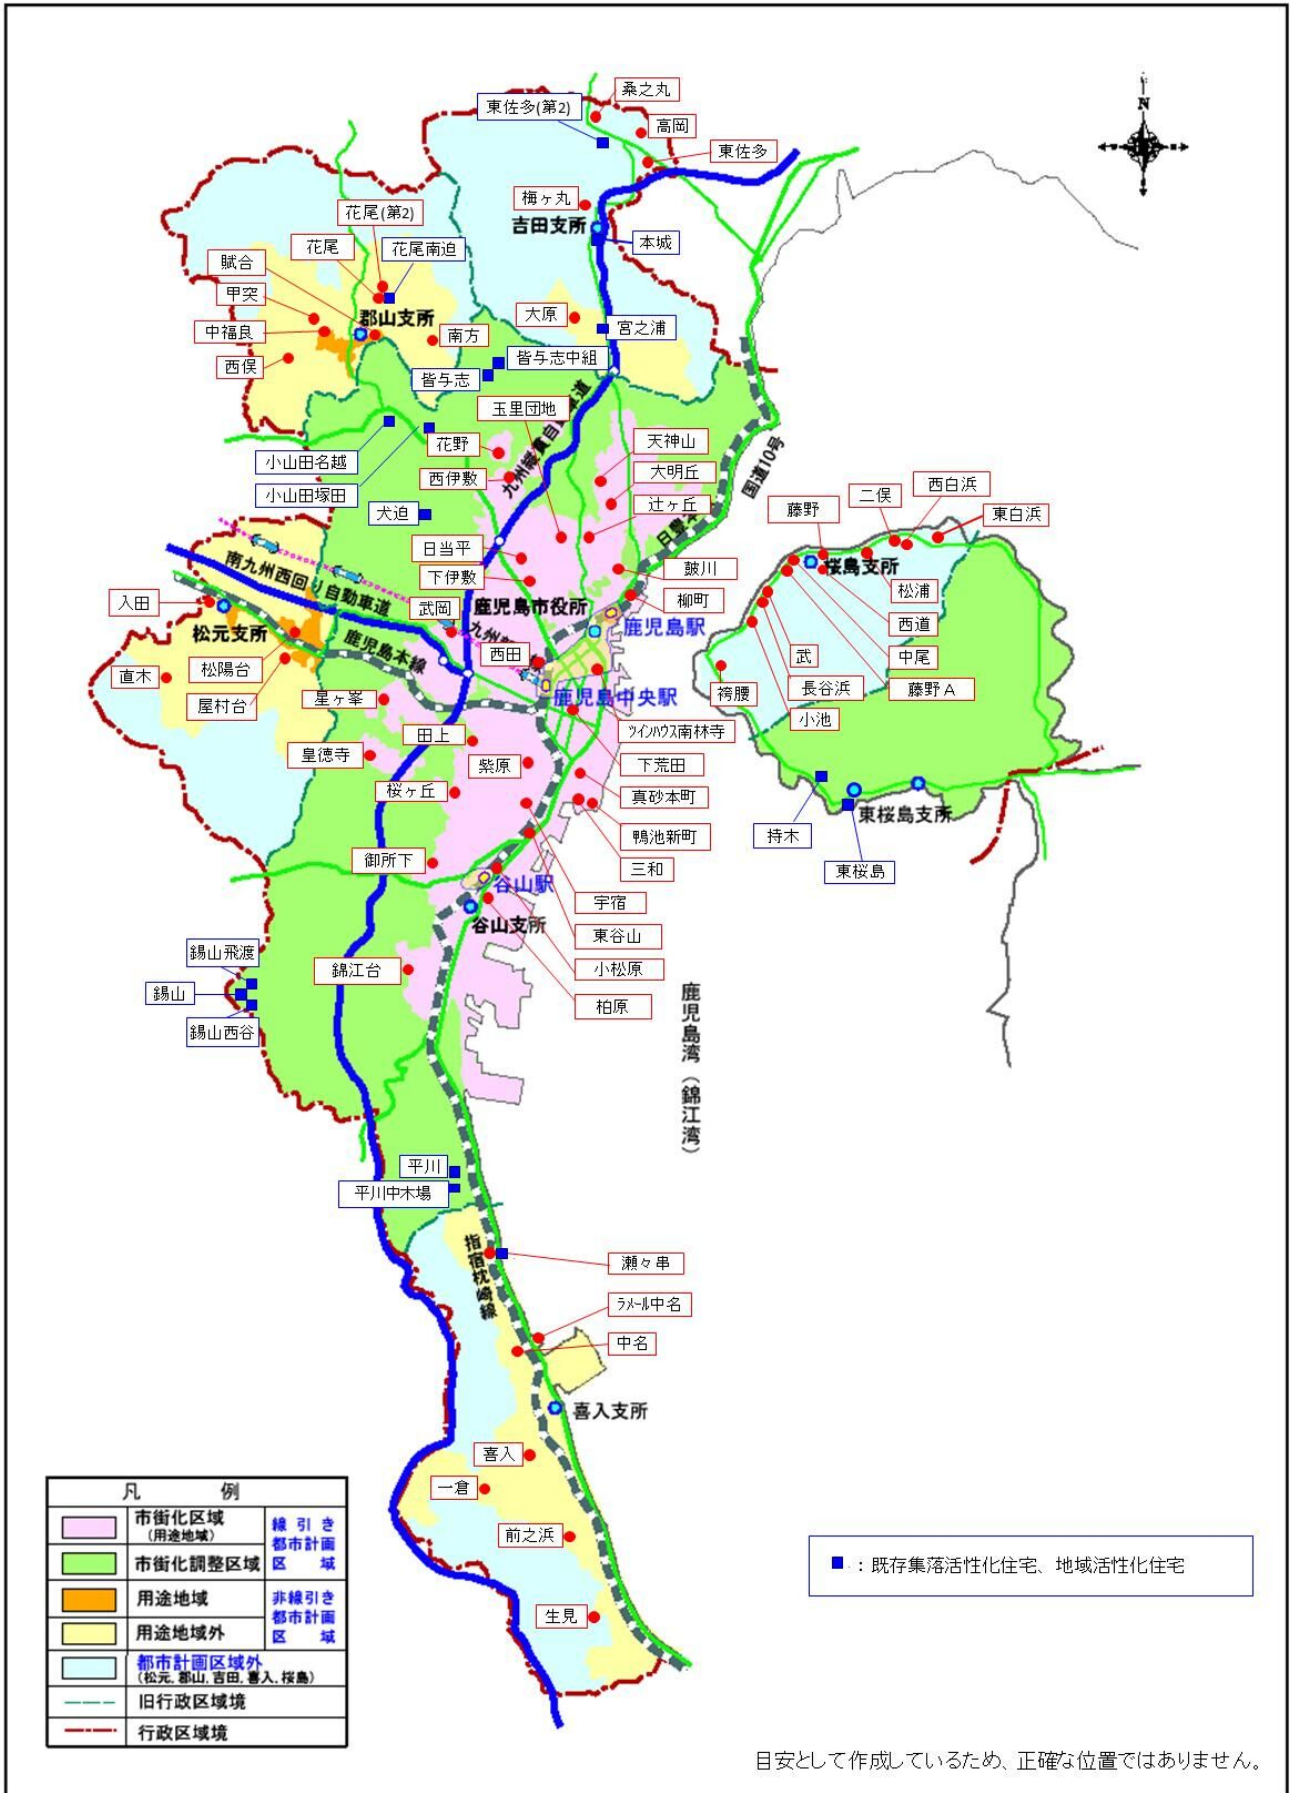 桑之丸
東佐多(第2)
高岡
東佐多
N
梅ヶ丸
吉田支所
本城
花尾(第2)
花尾
花尾南迫
賦合
甲突
郡山支所
中福良
南方
西俣
大原
宮之浦
皆与志中組
皆与志
玉里団地
九州縦貫自動車道
花野
天神山
国道10号
小山田名越
西伊敷
大明丘
小山田塚田
辻ヶ丘
犬迫
日当平
下伊敷
皷川
柳町
南九州西回り自動車道
武岡
鹿児島市役所
鹿児島駅
入田
松元支所
鹿児島本線
西田
松陽台
直木
屋村台
星ヶ峯
鹿児島中央駅
ツインハウス南林寺
田上
下荒田
皇徳寺
紫原
桜ヶ丘
真砂本町
鴨池新町
御所下
三和
谷山駅
宇宿
谷山支所
東谷山
小松原
錦江台
柏原
錫山飛渡
錫山
錫山西谷
鹿児島湾(錦江湾)
二俣
西白浜
藤野
東白浜
桜島支所
松浦
西道
武
中尾
長谷浜
藤野A
袴腰
小池
持木
東桜島支所
東桜島
平川
平川中木場
指宿枕崎線
瀬々串
ラメール中名
中名
喜入支所
喜入
一倉
前之浜
生見
凡 例
市街化区域
(用途地域)
市街化調整区域
線引き
都市計画
区 域
用途地域
用途地域外
非線引き
都市計画
区 域
都市計画区域外
(松元,郡山,吉田,喜入,桜島)
旧行政区域境
行政区域境
■:既存集落活性化住宅、地域活性化住宅
目安として作成しているため、正確な位置ではありません。